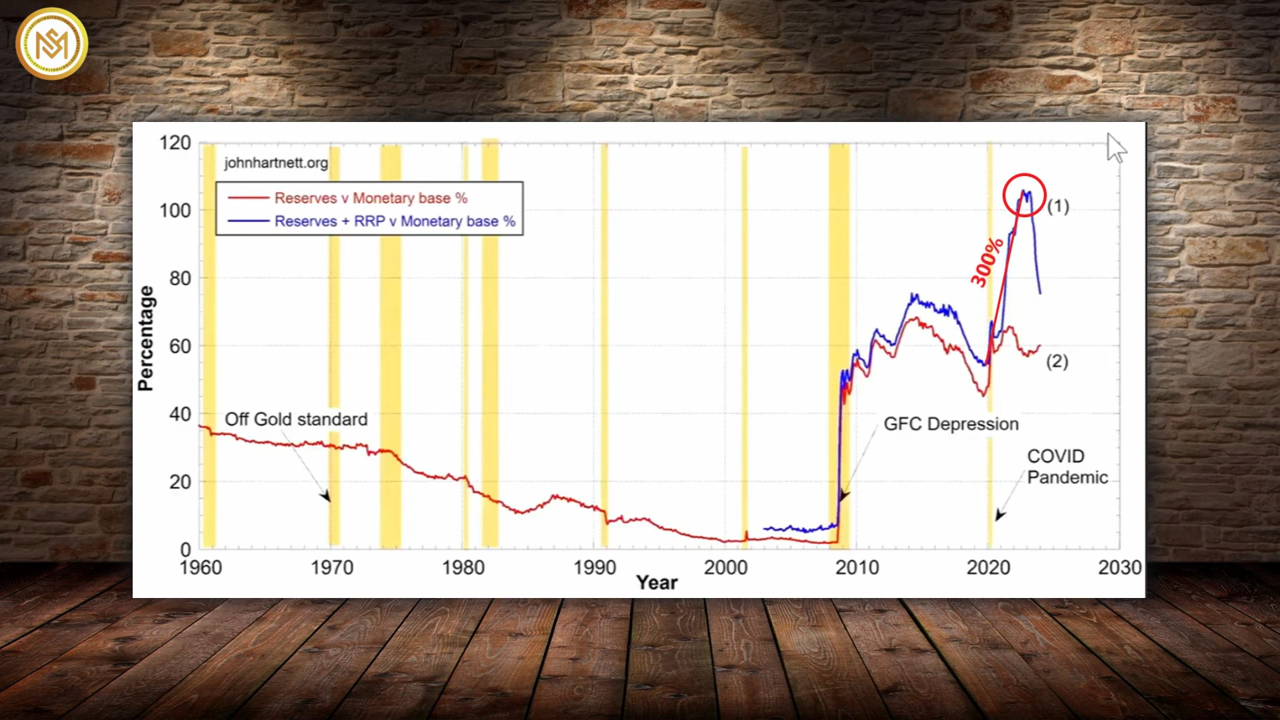 SM
120
100
80
60
40
20
0
Percentage
johnhartnett.org
Reserves v Monetary base %
Reserves + RRP v Monetary base %
300%
(1)
(2)
Off Gold standard
GFC Depression
COVID
Pandemic
1960 1970 1980 1990 2000 2010 2020 2030
Year